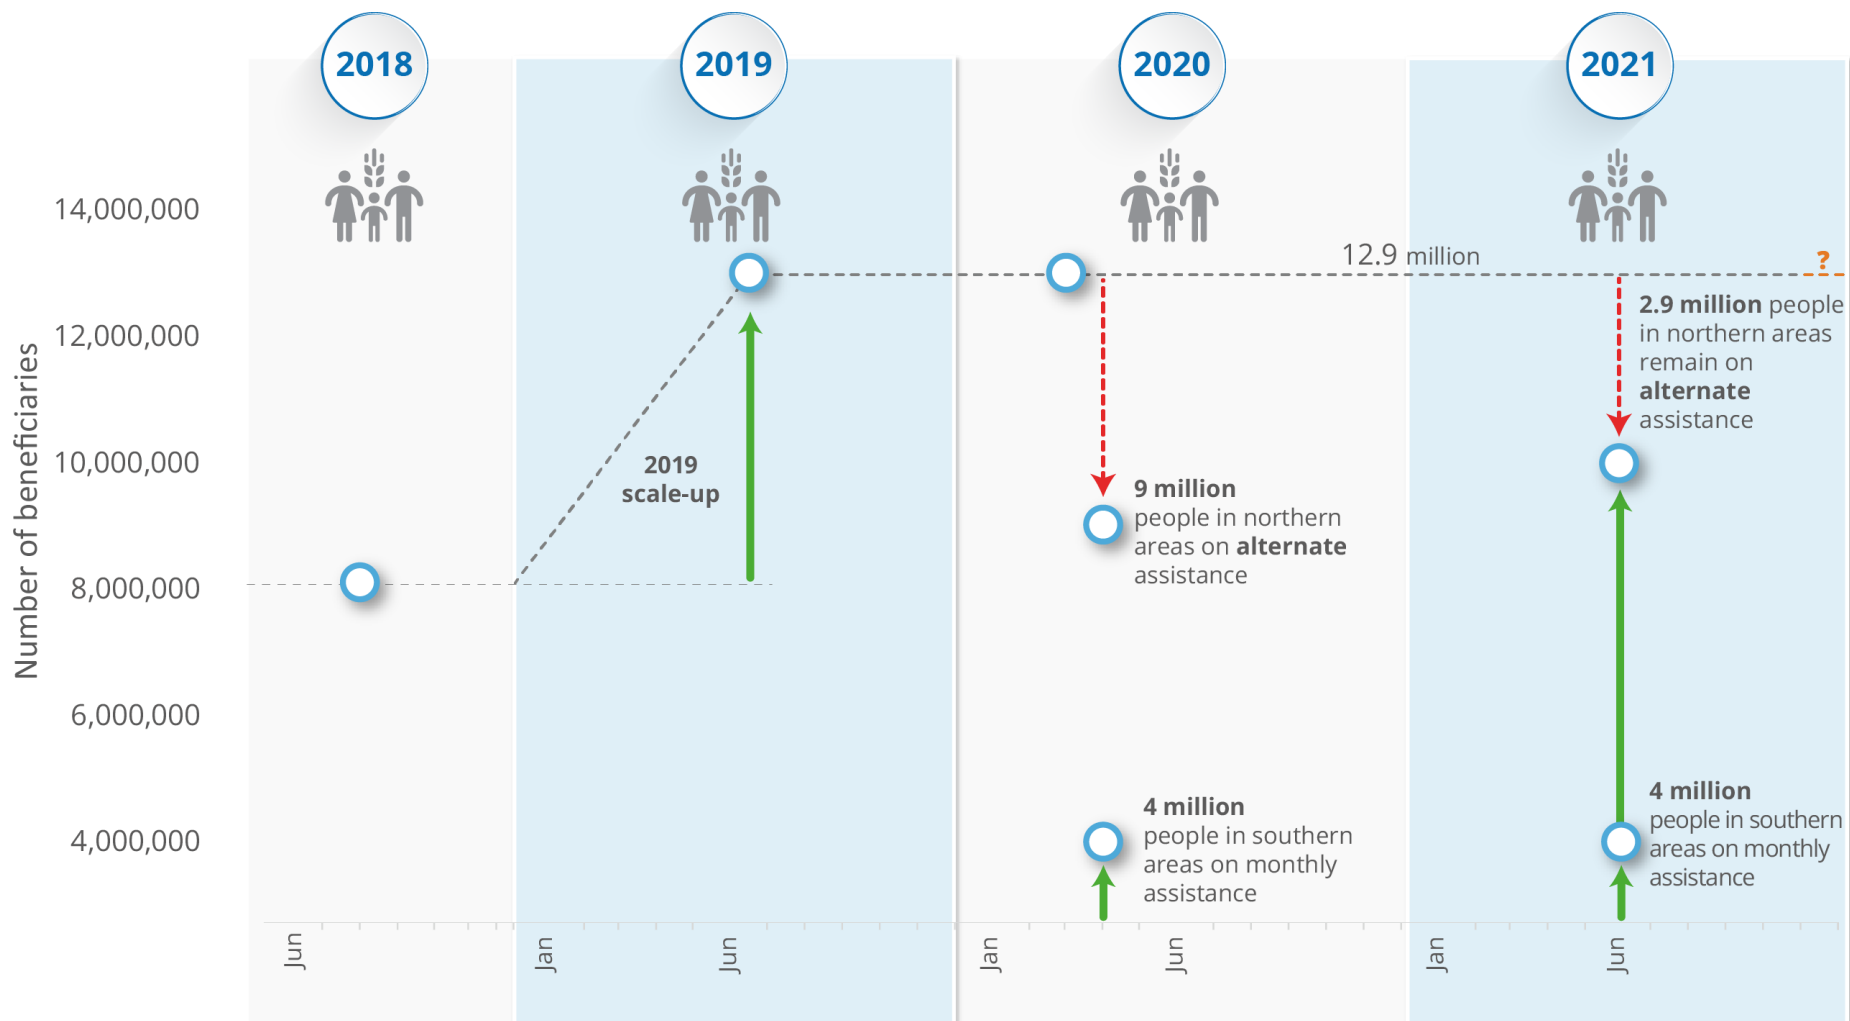 2018
2019
2020
2021
Number of beneficiaries
14,000,000
12,000,000
10,000,000
8,000,000
6,000,000
4,000,000
2019
scale-up
12.9 million
?
9 million
people in northern
areas on alternate
assistance
4 million
people in southern
areas on monthly
assistance
2.9 million people
in northern areas
remain on
alternate
assistance
4 million
people in southern
areas on monthly
assistance
Jun
Jan
Jun
Jan
Jun
Jan
Jun